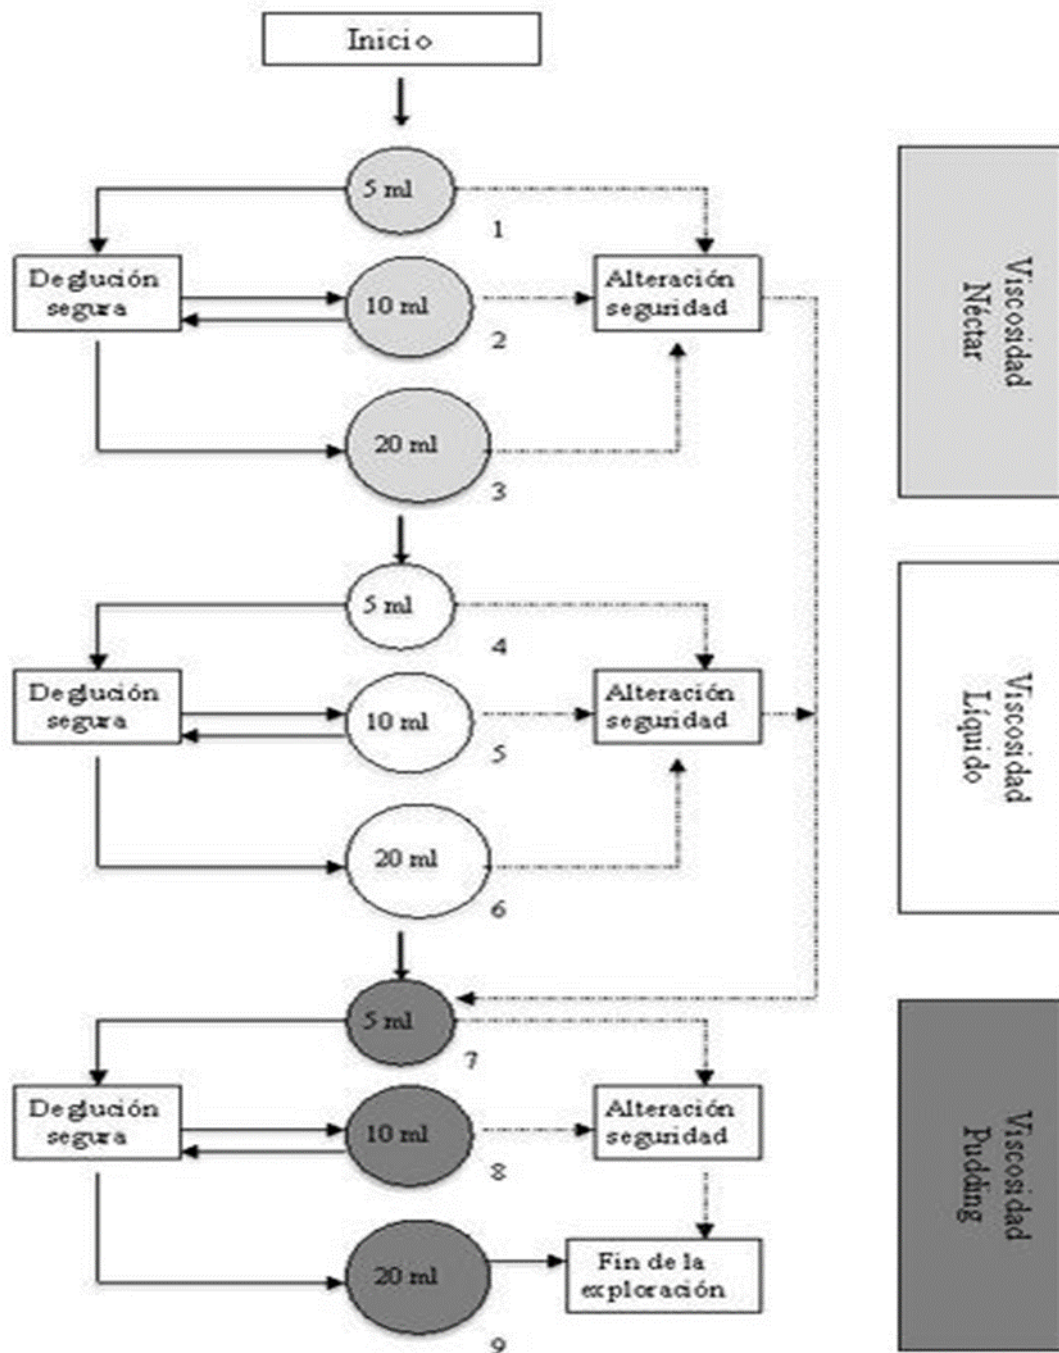 Inicio
5 ml
1
Deglución
segura
10 ml
2
Alteración
seguridad
20 ml
3
Viscosidad
Néctar
5 ml
4
Deglución
segura
10 ml
5
Alteración
seguridad
20 ml
6
Viscosidad
Líquido
5 ml
7
Deglución
segura
10 ml
8
Alteración
seguridad
20 ml
9
Fin de la
exploración
Viscosidad
Pudding